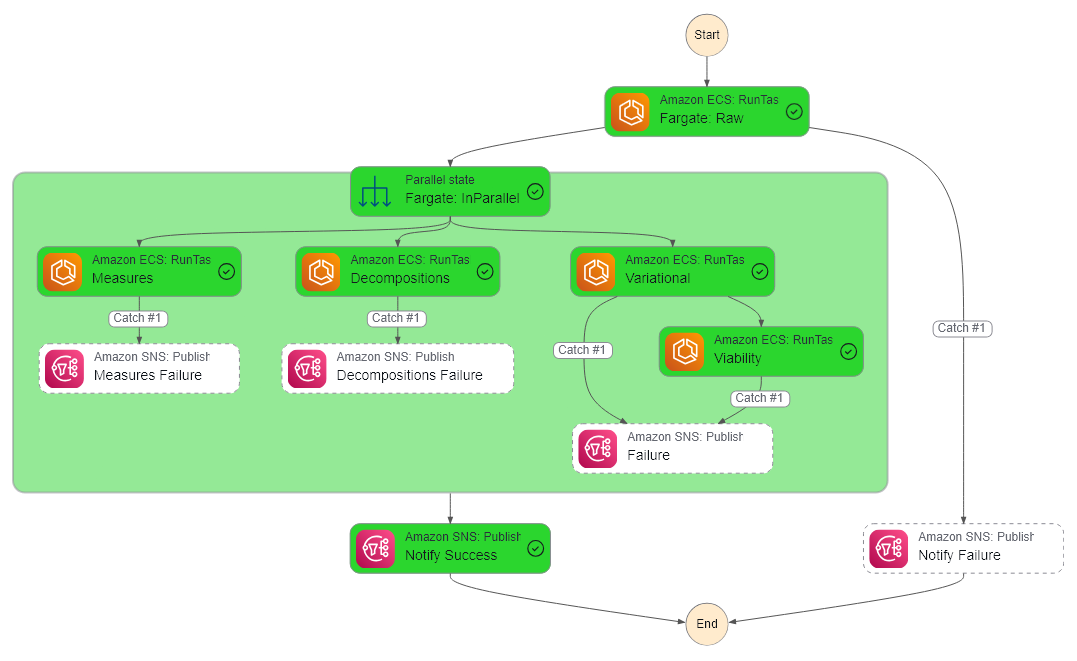 Start
Amazon ECS: RunTas
Fargate: Raw
Parallel state
Fargate: InParallel
Amazon ECS: RunTas
Measures
Amazon ECS: RunTas
Decompositions
Amazon ECS: RunTas
Variational
Catch #1
Catch #1
Catch #1
Catch #1
Amazon ECS: RunTas
Viability
Amazon SNS: Publish
Measures Failure
Amazon SNS: Publish
Decompositions Failure
Catch #1
Amazon SNS: Publish
Failure
Amazon SNS: Publish
Notify Success
Amazon SNS: Publish
Notify Failure
End